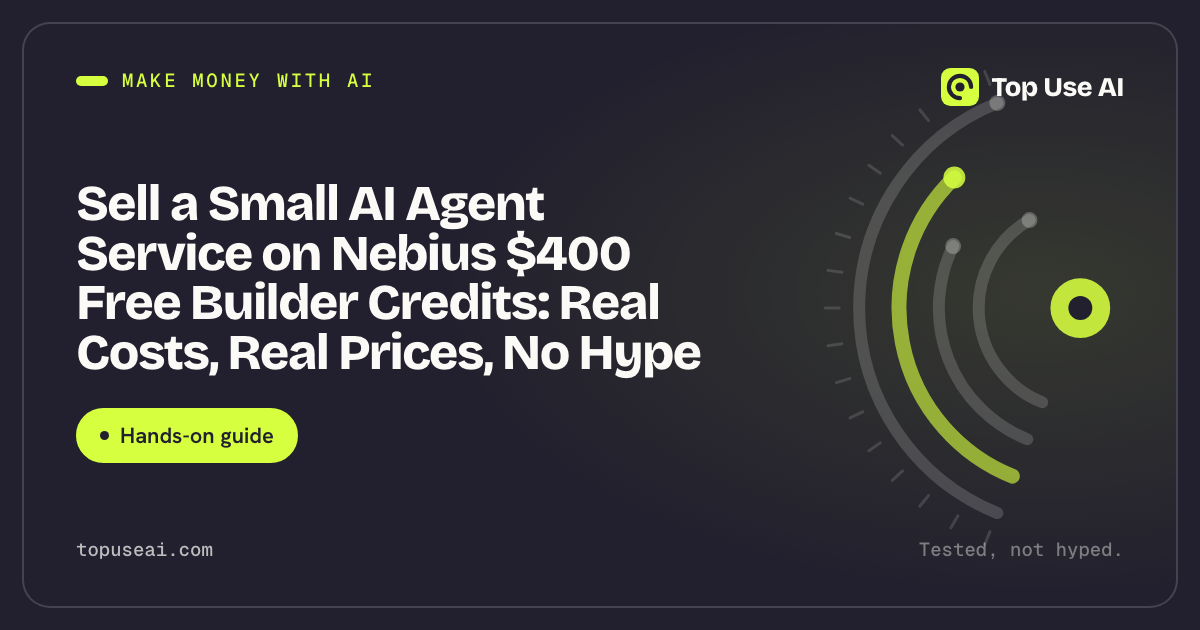 MAKE MONEY WITH AI
Top Use AI
Sell a Small AI Agent
Service on Nebius $400
Free Builder Credits: Real
Costs, Real Prices, No Hype
Hands-on guide
topuseai.com
Tested, not hyped.